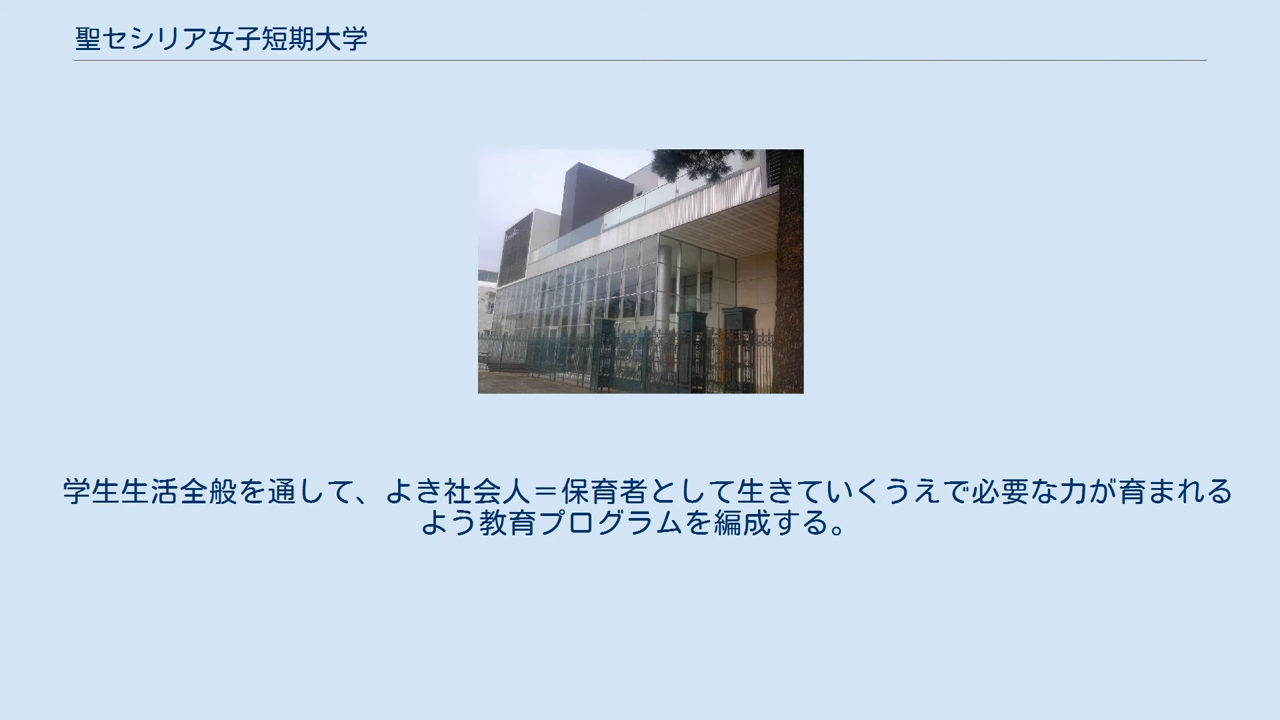 聖セシリア女子短期大学
学生生活全般を通して、よき社会人＝保育者として生きていくうえで必要な力が育まれる
よう教育プログラムを編成する。